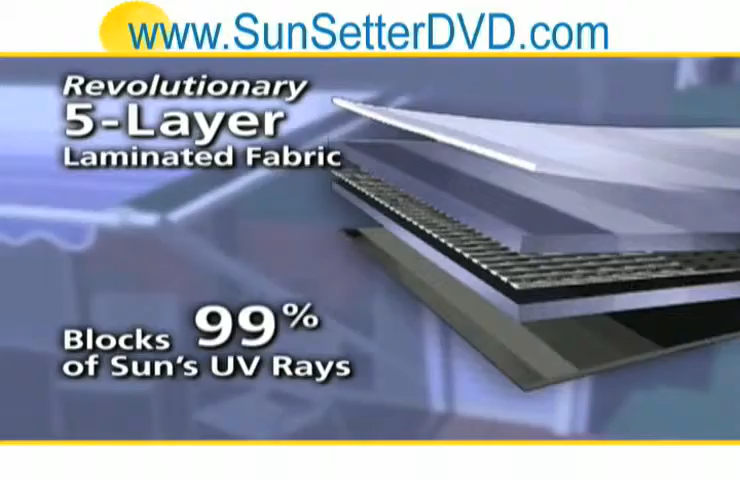 www.SunSetterDVD.com
Revolutionary
5-Layer
Laminated Fabric
Blocks 99%
of Sun's UV Rays